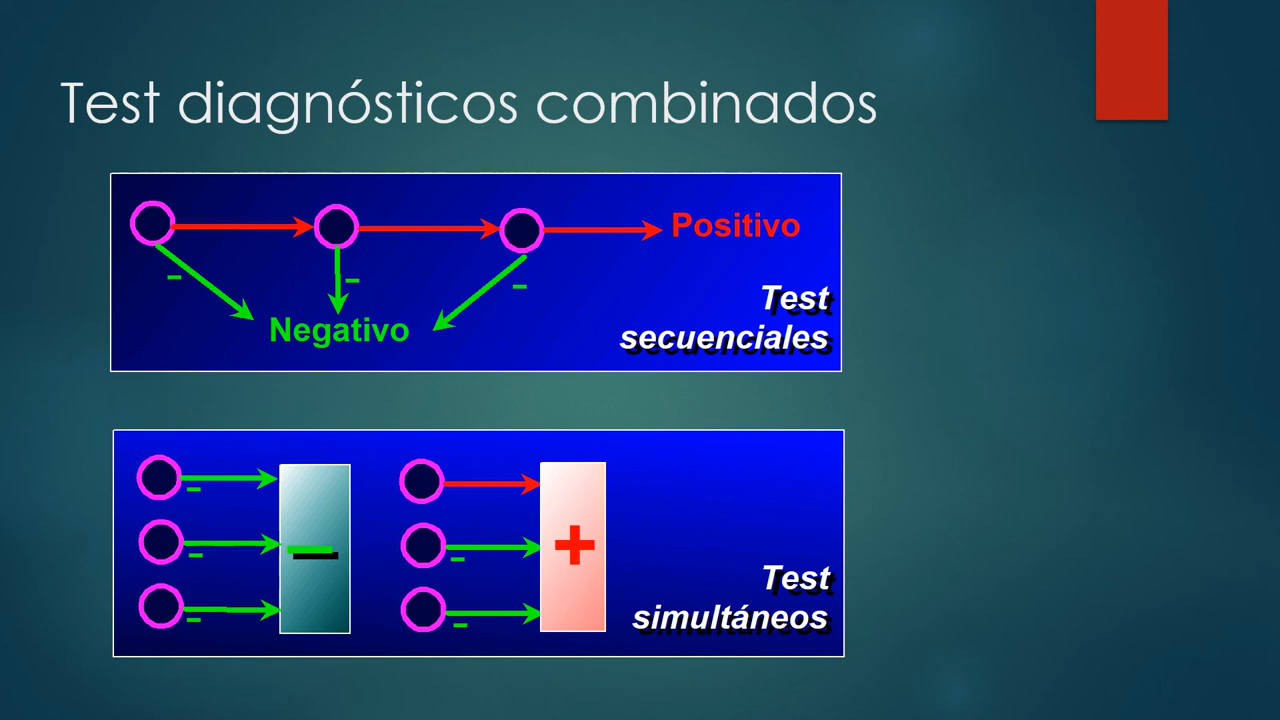 Test diagnósticos combinados
Positivo
-
-
-
Negativo
Test
secuenciales
-
-
-
-
-
-
+
Test
simultáneos